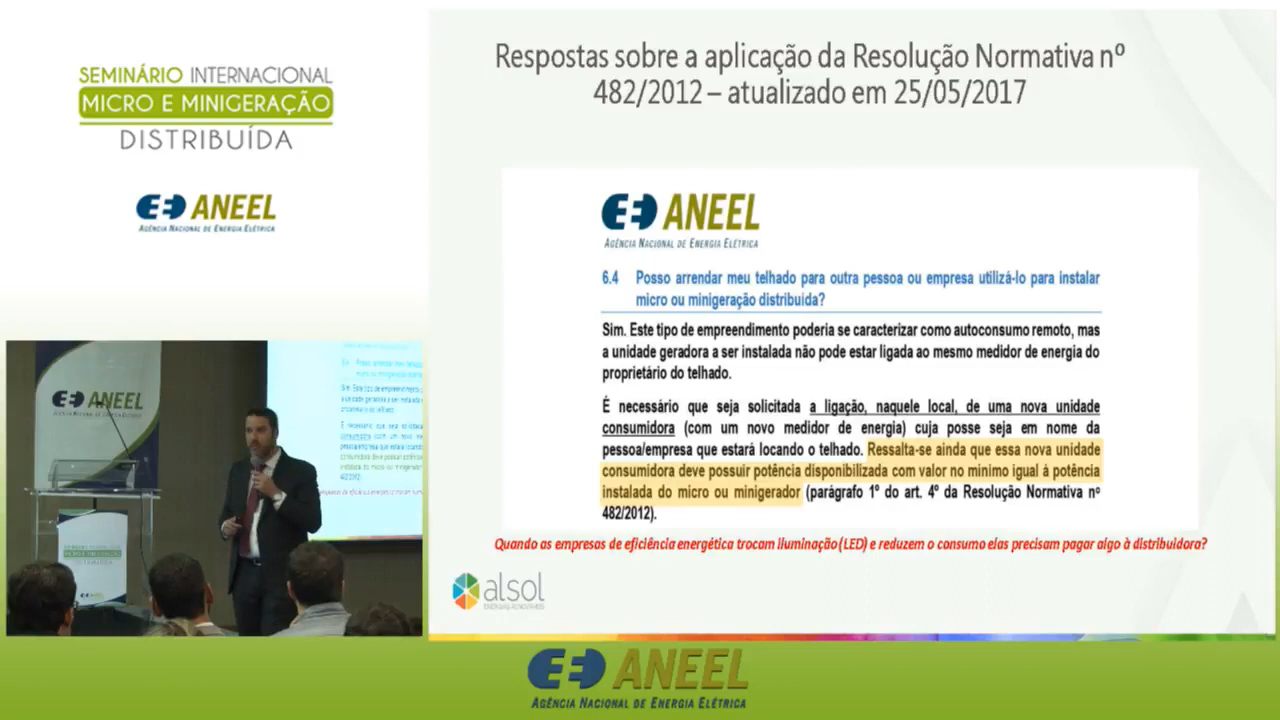 SEMINÁRIO INTERNACIONAL
MICRO E MINIGERAÇÃO
DISTRIBUÍDA
ANEEL
AGÊNCIA NACIONAL DE ENERGIA ELÉTRICA
Respostas sobre a aplicação da Resolução Normativa nº
482/2012 – atualizado em 25/05/2017
ANEEL
AGÊNCIA NACIONAL DE ENERGIA ELÉTRICA
6.4 Posso arrendar meu telhado para outra pessoa ou empresa utilizá-lo para instalar
micro ou minigeração distribuída?
Sim. Este tipo de empreendimento poderia se caracterizar como autoconsumo remoto, mas
a unidade geradora a ser instalada não pode estar ligada ao mesmo medidor de energia do
proprietário do telhado.
É necessário que seja solicitada a ligação, naquele local, de uma nova unidade
consumidora (com um novo medidor de energia) cuja posse seja em nome da
pessoa/empresa que estará locando o telhado. Ressalta-se ainda que essa nova unidade
consumidora deve possuir potência disponibilizada com valor no mínimo igual à potência
instalada do micro ou minigerador (parágrafo 1º do art. 4º da Resolução Normativa nº
482/2012).
Quando as empresas de eficiência energética trocam iluminação (LED) e reduzem o consumo elas precisam pagar algo à distribuidora?
alsol
ANEEL
ANEEL
AGÊNCIA NACIONAL DE ENERGIA ELÉTRICA